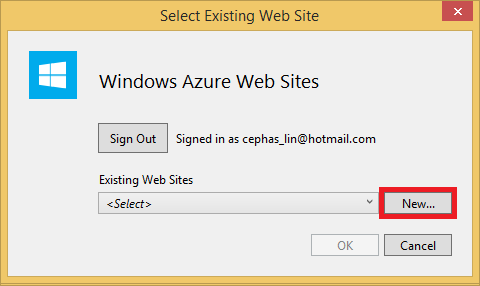 Select Existing Web Site
Windows Azure Web Sites
Sign Out Signed in as cephas_lin@hotmail.com
Existing Web Sites
<Select> New...
OK Cancel